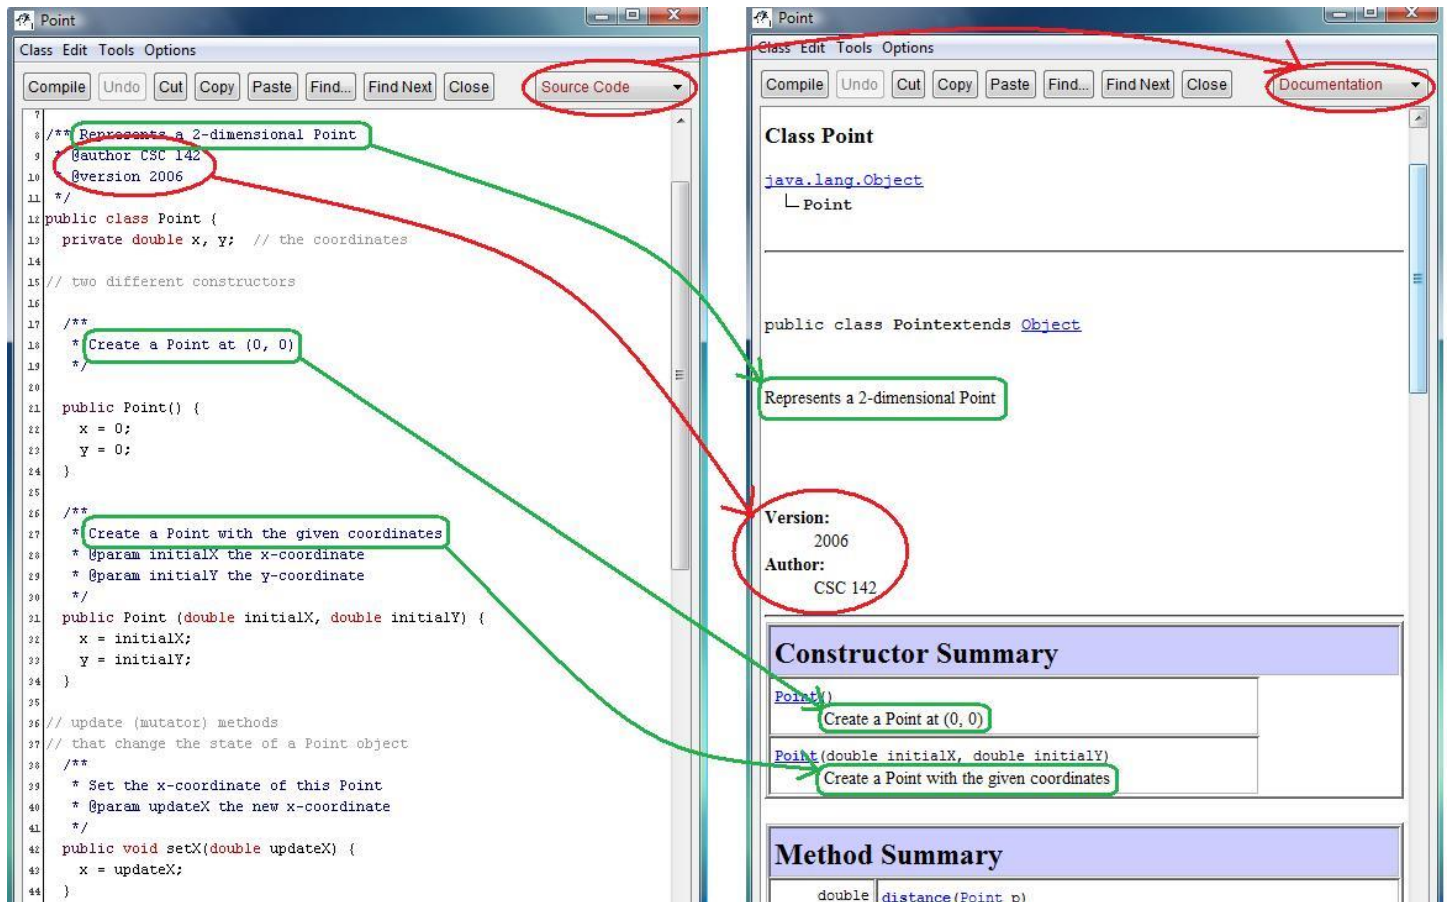 Point
Class Edit Tools Options
Compile Undo Cut Copy Paste Find... Find Next Close Source Code
7
8 /** Represents a 2-dimensional Point
9 * @author CSC 142
10 * @version 2006
11 */
12 public class Point {
13 private double x, y; // the coordinates
14
15 // two different constructors
16
17 /**
18 * Create a Point at (0, 0)
19 */
20
21 public Point() {
22 x = 0;
23 y = 0;
24 }
25
26 /**
27 * Create a Point with the given coordinates
28 * @param initialX the x-coordinate
29 * @param initialY the y-coordinate
30 */
31 public Point (double initialX, double initialY) {
32 x = initialX;
33 y = initialY;
34 }
35
36 // update (mutator) methods
37 // that change the state of a Point object
38 /**
39 * Set the x-coordinate of this Point
40 * @param updateX the new x-coordinate
41 */
42 public void setX(double updateX) {
43 x = updateX;
44 }
Point
Class Edit Tools Options
Compile Undo Cut Copy Paste Find... Find Next Close Documentation
Class Point
java.lang.Object
Point
public class Pointextends Object
Represents a 2-dimensional Point
Version:
2006
Author:
CSC 142
Constructor Summary
Point()
Create a Point at (0, 0)
Point(double initialX, double initialY)
Create a Point with the given coordinates
Method Summary
double distance(Point p)